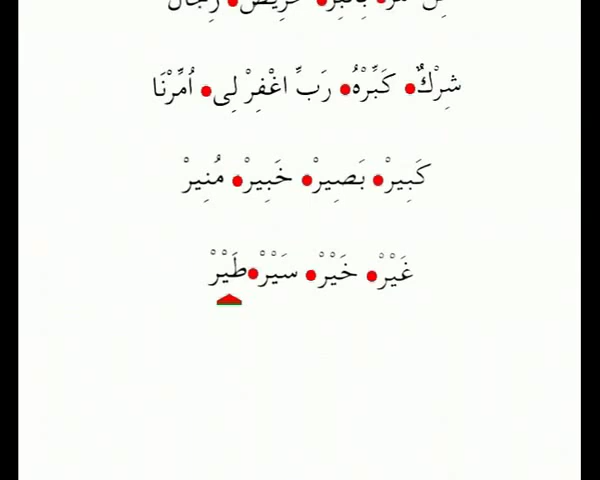 شِرْكٌ كَبِّرْهُ رَبِّ اغْفِرْ لِى اُمِّرْنَا
كَبِيرْ بَصِيرْ خَبِيرْ مُنِيرْ
غَيْرْ خَيْرْ سَيْرْ طَيْرْ